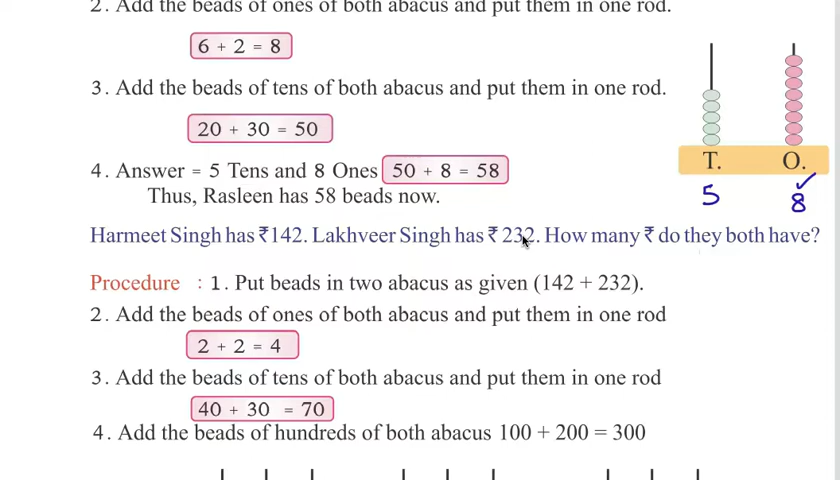 2. Add the beads of ones of both abacus and put them in one rod.
6 + 2 = 8
3. Add the beads of tens of both abacus and put them in one rod.
20 + 30 = 50
4. Answer = 5 Tens and 8 Ones 50 + 8 = 58
Thus, Rasleen has 58 beads now.
T. O.
5 8
Harmeet Singh has ₹142. Lakhveer Singh has ₹ 232. How many ₹ do they both have?
Procedure : 1. Put beads in two abacus as given (142 + 232).
2. Add the beads of ones of both abacus and put them in one rod
2 + 2 = 4
3. Add the beads of tens of both abacus and put them in one rod
40 + 30 = 70
4. Add the beads of hundreds of both abacus 100 + 200 = 300